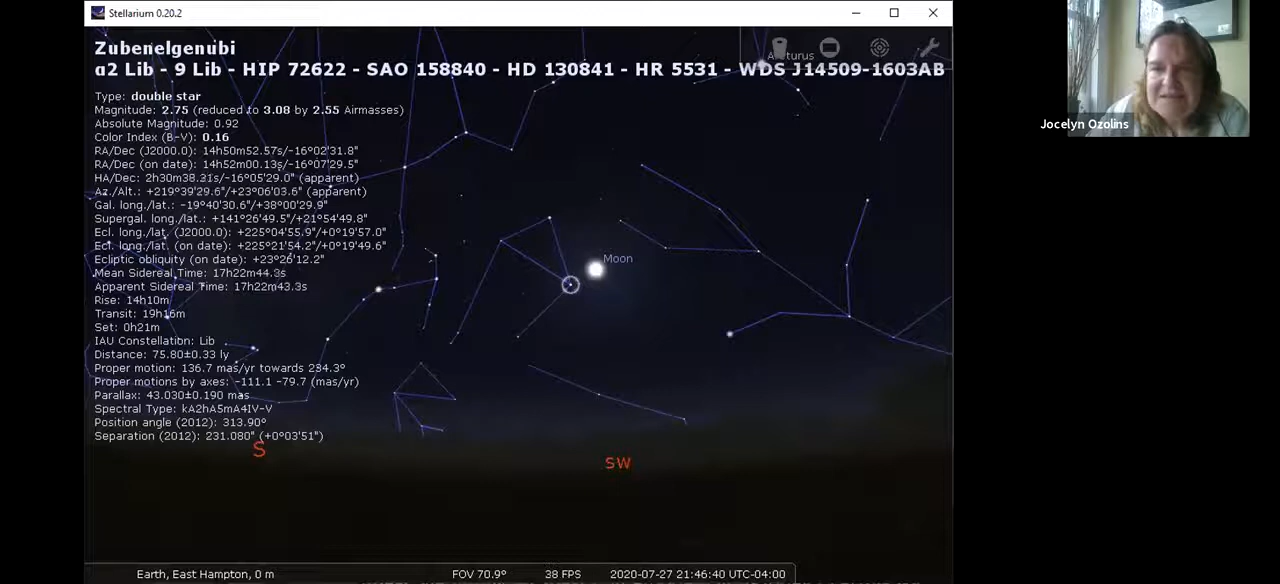 Stellarium 0.20.2
Zubenelgenubi
α2 Lib - 9 Lib - HIP 72622 - SAO 158840 - HD 130841 - HR 5531 - WDS J14509-1603AB
Arcturus
Type: double star
Magnitude: 2.75 (reduced to 3.08 by 2.55 Airmasses)
Absolute Magnitude: 0.92
Color Index (B-V): 0.16
RA/Dec (J2000.0): 14h50m52.57s/-16°02'31.8"
RA/Dec (on date): 14h52m00.13s/-16°07'29.5"
HA/Dec: 2h30m38.21s/-16°05'29.0" (apparent)
Az./Alt.: +219°39'29.6"/+23°06'03.6" (apparent)
Gal. long./lat.: -19°40'30.6"/+38°00'29.9"
Supergal. long./lat.: +141°26'49.5"/+21°54'49.8"
Ecl. long./lat. (J2000.0): +225°04'55.9"/+0°19'57.0"
Ecl. long./lat. (on date): +225°21'54.2"/+0°19'49.6"
Ecliptic obliquity (on date): +23°26'12.2"
Mean Sidereal Time: 17h22m44.3s
Apparent Sidereal Time: 17h22m43.3s
Rise: 14h10m
Transit: 19h16m
Set: 0h21m
IAU Constellation: Lib
Distance: 75.80±0.33 ly
Proper motion: 136.7 mas/yr towards 234.3°
Proper motions by axes: -111.1 -79.7 (mas/yr)
Parallax: 43.030±0.190 mas
Spectral Type: kA2hA5mA4IV-V
Position angle (2012): 313.90°
Separation (2012): 231.080" (+0°03'51")
Moon
S
SW
Earth, East Hampton, 0 m
FOV 70.9°
38 FPS
2020-07-27 21:46:40 UTC-04:00
Jocelyn Ozolins